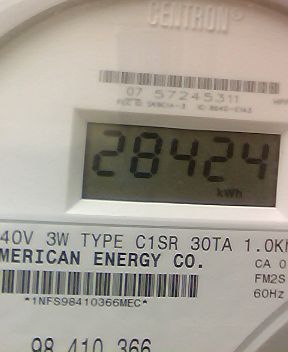 CENTRON®
07 57245311
28424
kWh
40V 3W TYPE C1SR 30TA 1.0K
MERICAN ENERGY CO.
CA 0
FM2S
60Hz
*1NFS98410366MEC*
98 410 366